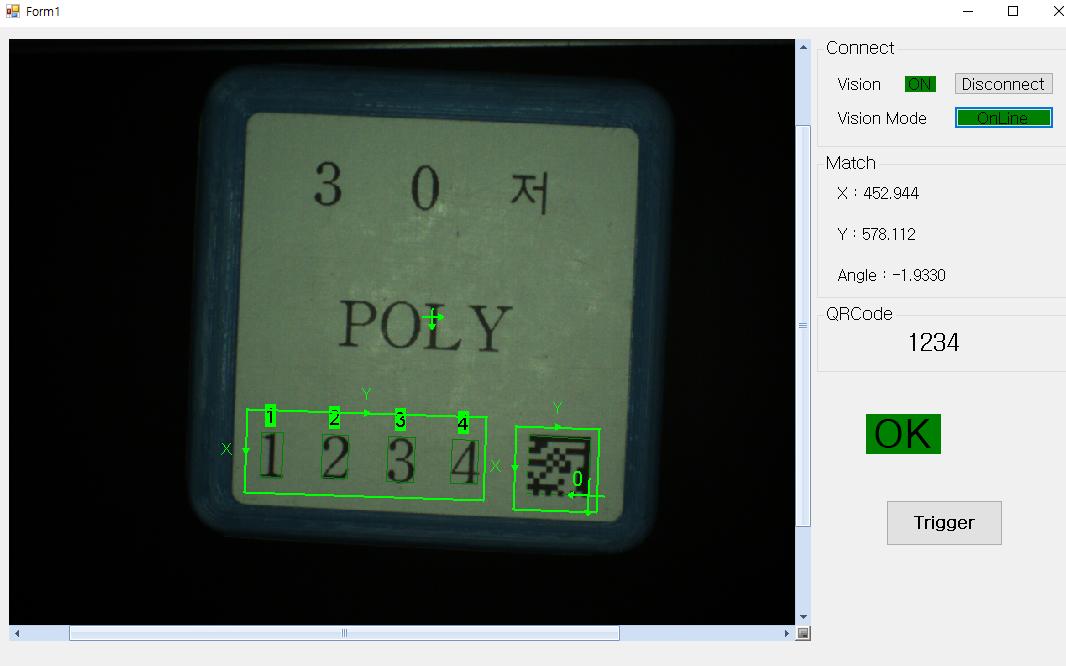 Form1
Connect
Vision ON Disconnect
Vision Mode OnLine
Match
X : 452.944
Y : 578.112
Angle : -1.9330
QRCode
1234
OK
Trigger
3 0 저
POLY
Y
1 2 3 4
X
1 2 3 4
Y
X
0